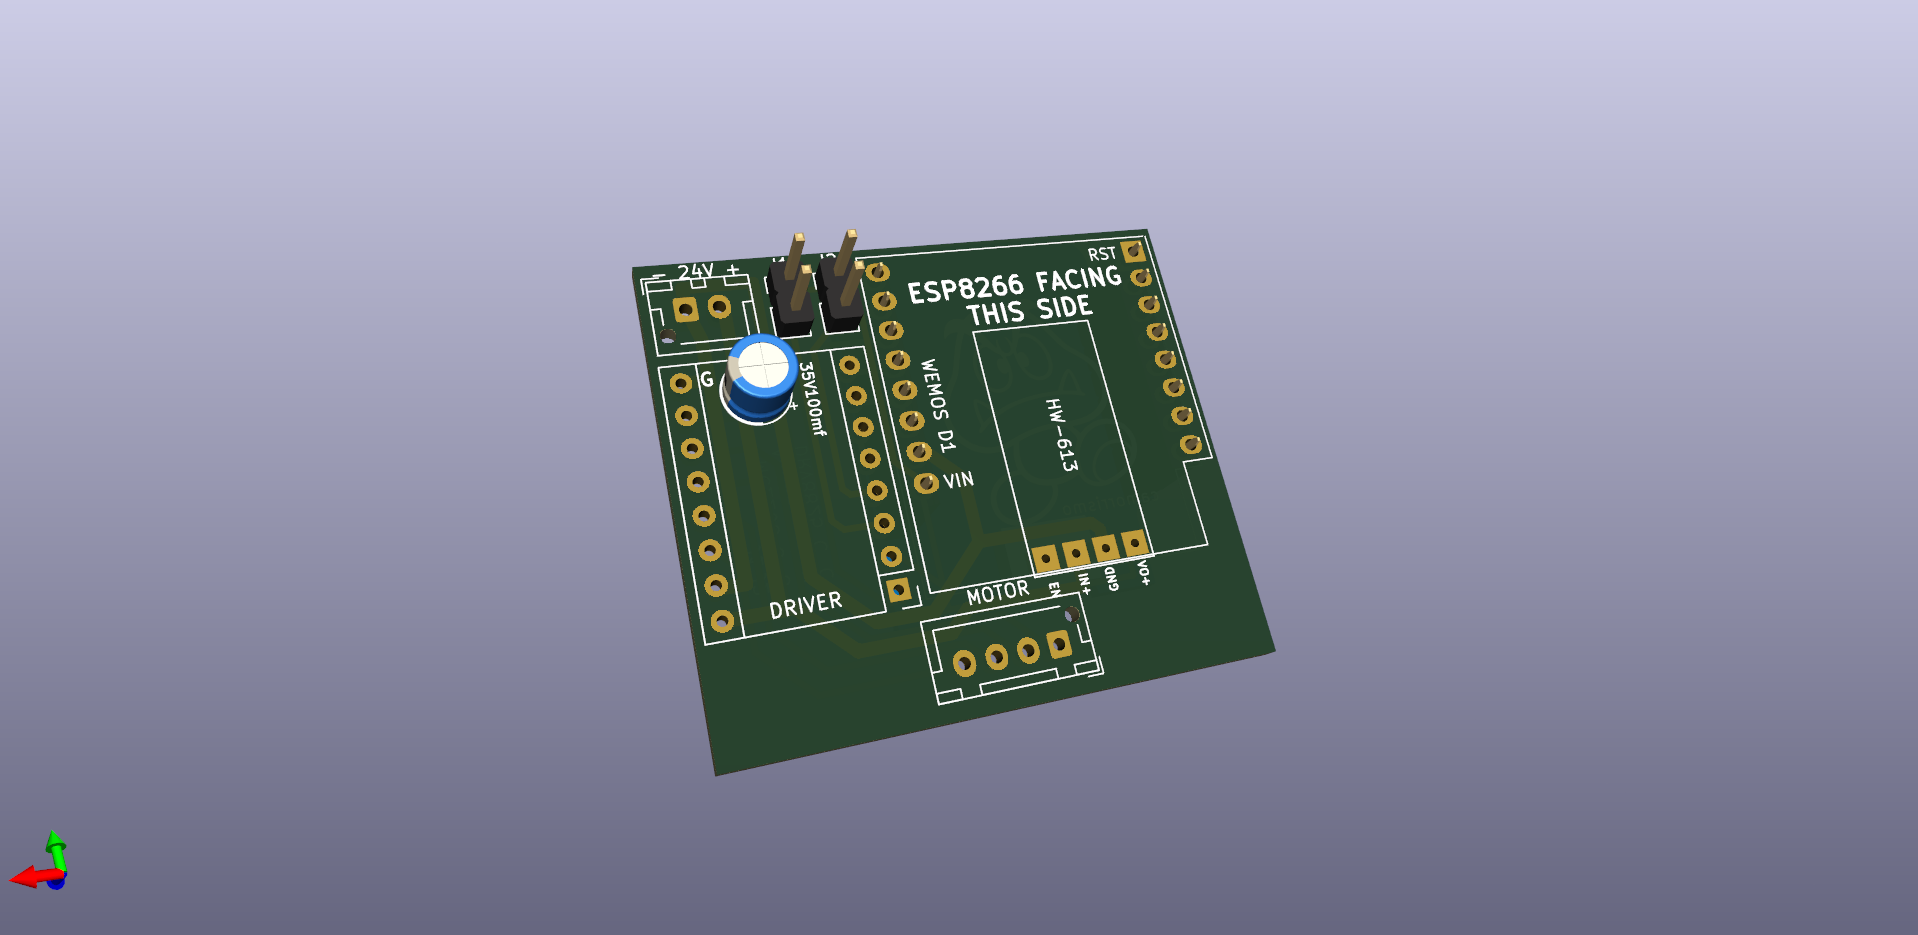 - 24V +
RST
ESP8266 FACING
THIS SIDE
G
35V100mf
+
WEMOS D1
HW-613
VIN
DRIVER
MOTOR
EN
IN+
GND
VO+